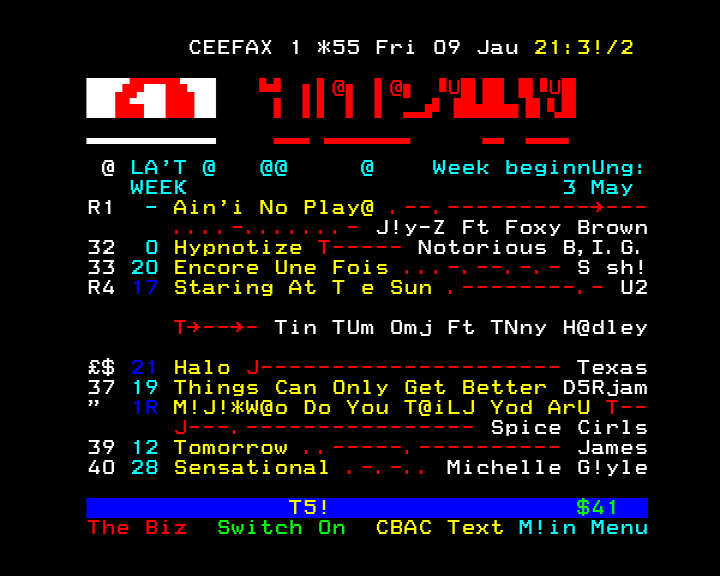 CEEFAX 1 *55 Fri 09 Jau 21:3!/2
@ LA'T @ @@ @ Week beginnUng:
WEEK 3 May
R1 - Ain'i No Play@ .--.-----------→---
....-.......- J!y-Z Ft Foxy Brown
32 0 Hypnotize T----- Notorious B,I.G.
33 20 Encore Une Fois ...-.--.-.- S sh!
R4 17 Staring At T e Sun .--------.- U2
T→--→- Tin TUm Omj Ft TNny H@dley
£$ 21 Halo J--------------------- Texas
37 19 Things Can Only Get Better D5Rjam
” 1R M!J!*W@o Do You T@iLJ Yod ArU T--
J---.---------------- Spice Cirls
39 12 Tomorrow ..-----.---------- James
40 28 Sensational .-.-.. Michelle G!yle
T5! $41
The Biz Switch On CBAC Text M!in Menu